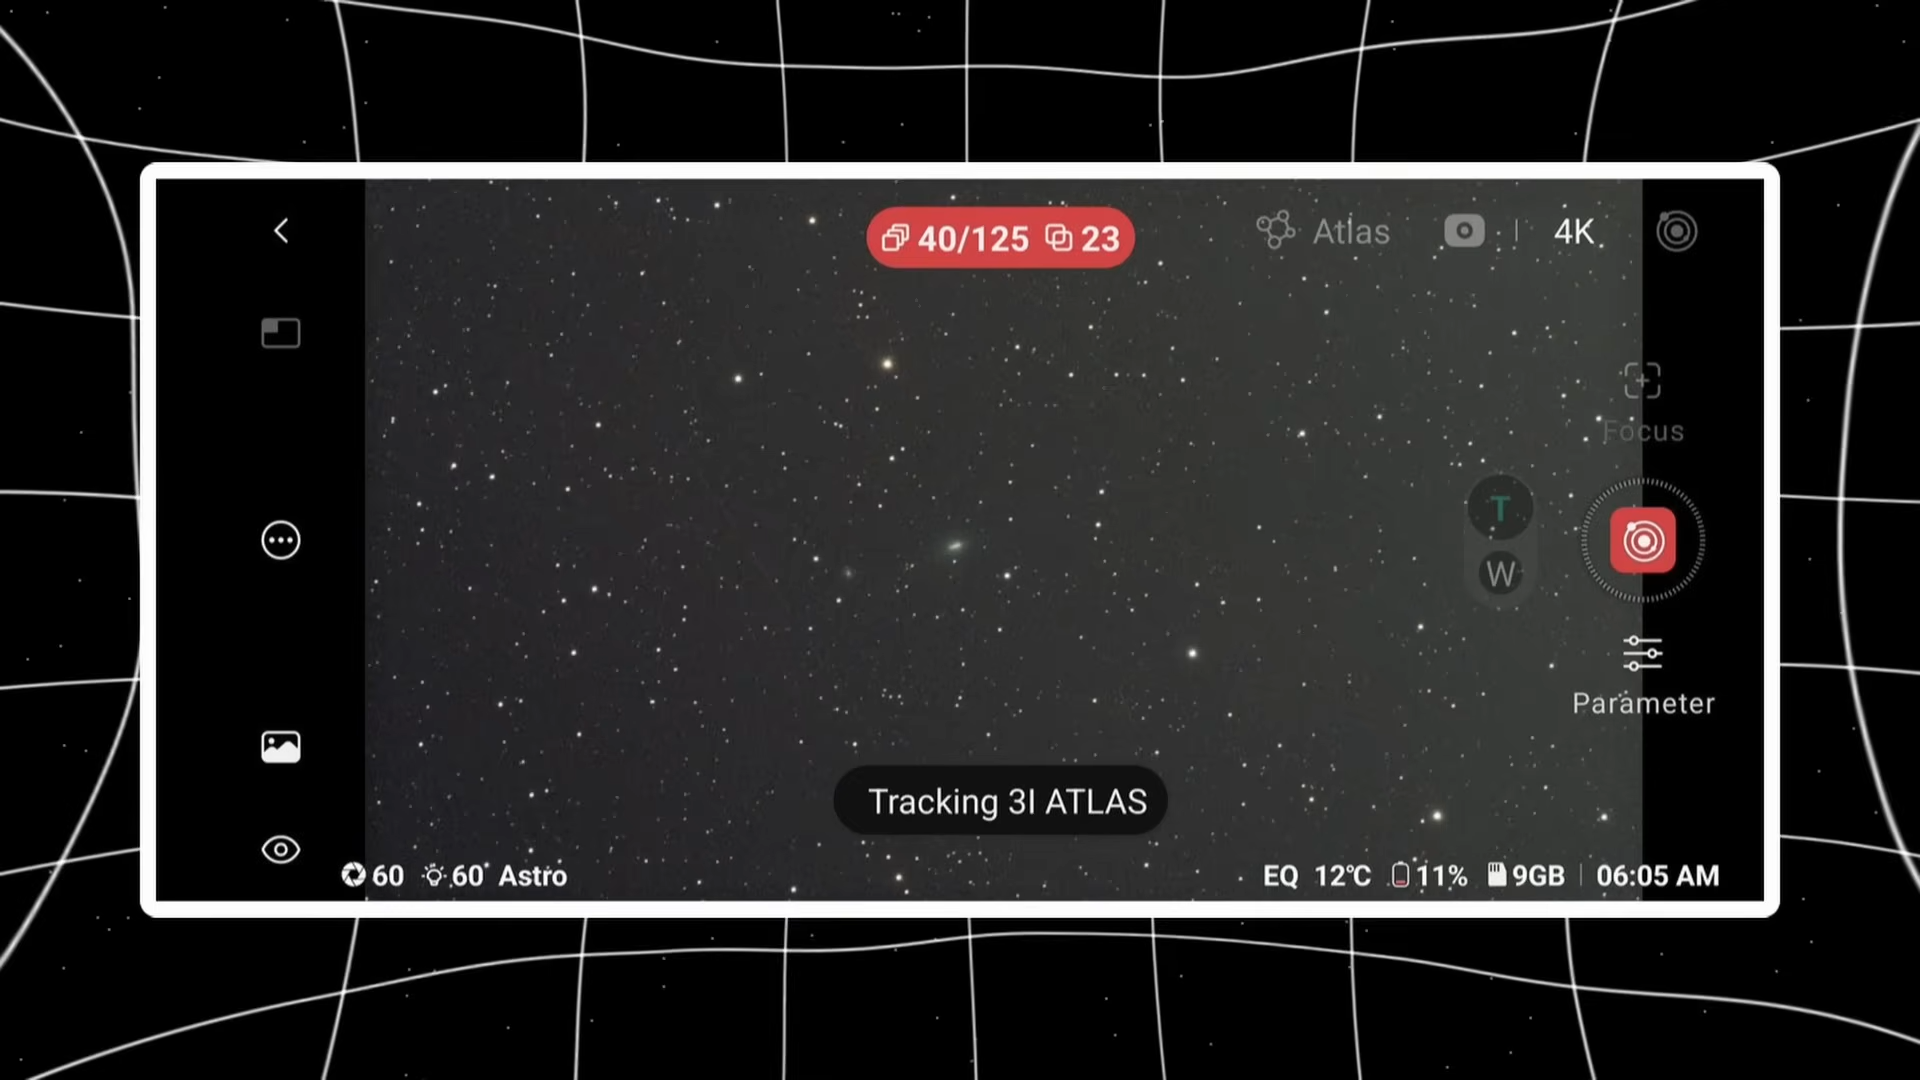 40/125 23
Atlas
4K
Focus
T
W
Parameter
Tracking 3I ATLAS
60 60 Astro
EQ 12℃ 11% 9GB 06:05 AM